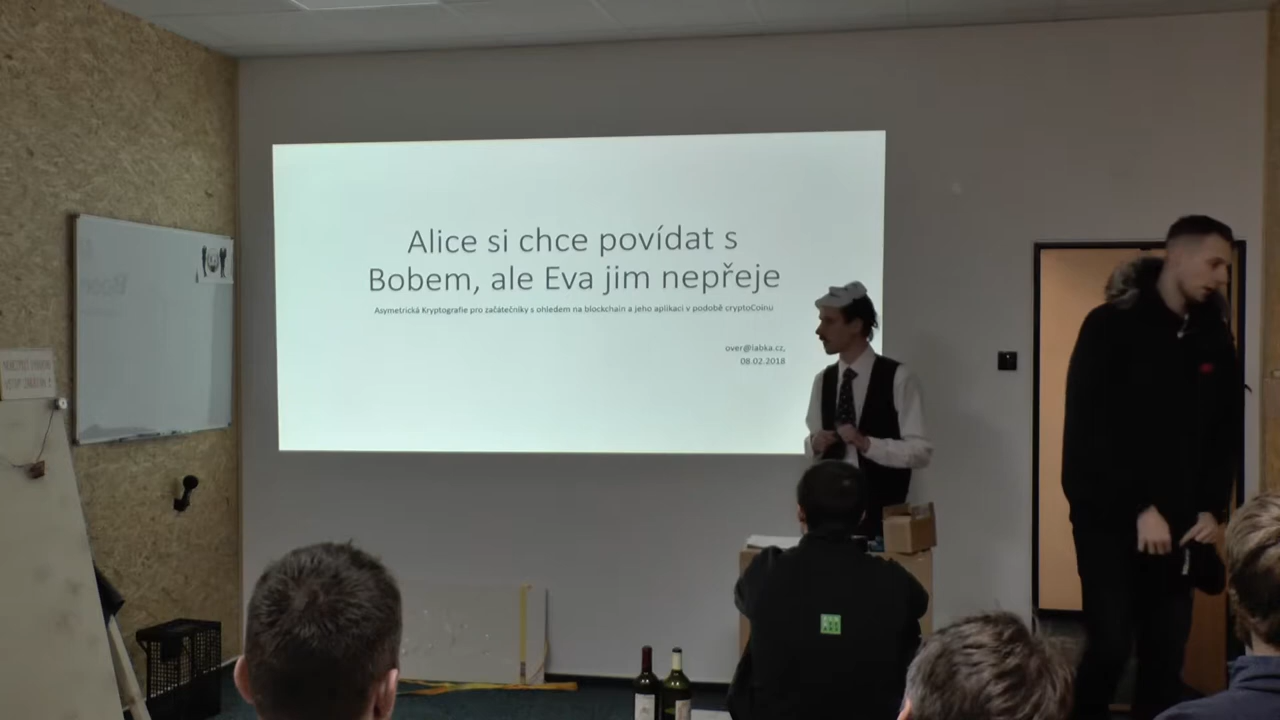 Alice si chce povídat s
Bobem, ale Eva jim nepřeje
Asymetrická Kryptografie pro začátečníky s ohledem na blockchain a jeho aplikaci v podobě cryptoCoinu
over@labka.cz,
08.02.2018